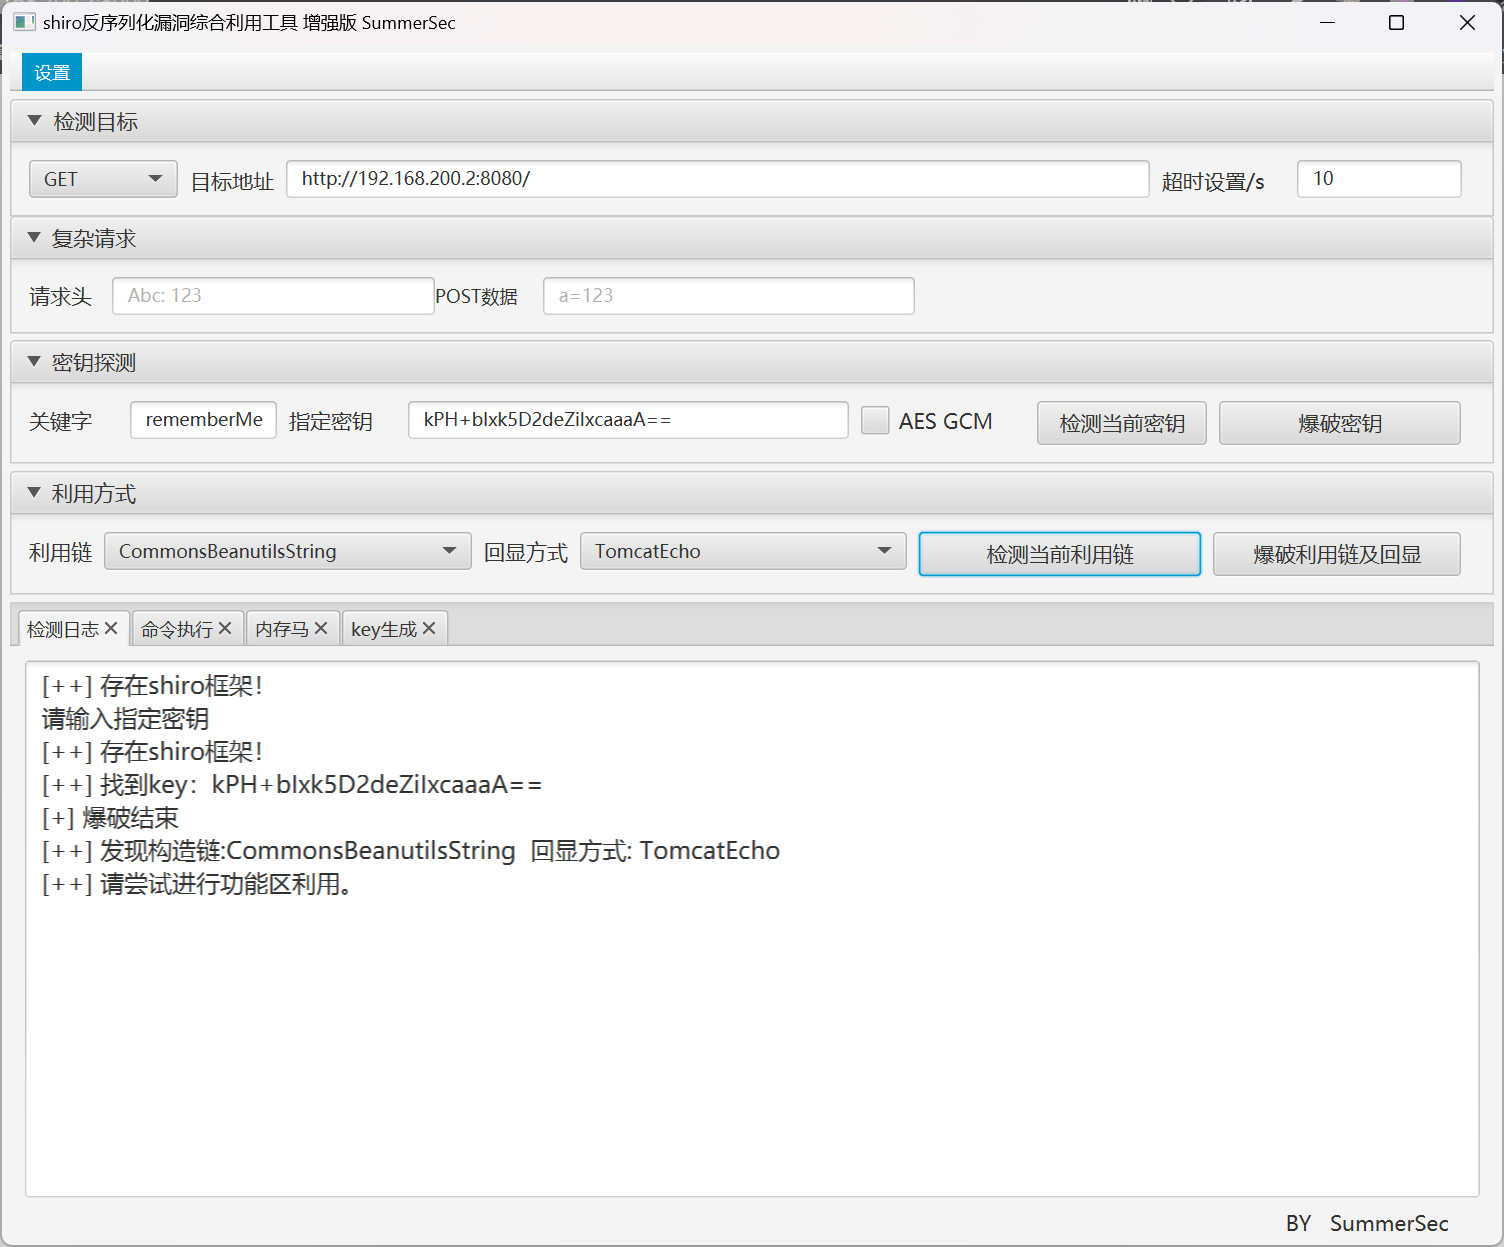 shiro反序列化漏洞综合利用工具 增强版 SummerSec
设置
检测目标
GET 目标地址 http://192.168.200.2:8080/ 超时设置/s 10
复杂请求
请求头 Abc: 123 POST数据 a=123
密钥探测
关键字 rememberMe 指定密钥 kPH+bIxk5D2deZiIxcaaaA== AES GCM 检测当前密钥 爆破密钥
利用方式
利用链 CommonsBeanutilsString 回显方式 TomcatEcho 检测当前利用链 爆破利用链及回显
检测日志 命令执行 内存马 key生成
[++] 存在shiro框架！
请输入指定密钥
[++] 存在shiro框架！
[++] 找到key：kPH+bIxk5D2deZiIxcaaaA==
[+] 爆破结束
[++] 发现构造链:CommonsBeanutilsString 回显方式: TomcatEcho
[++] 请尝试进行功能区利用。
BY SummerSec